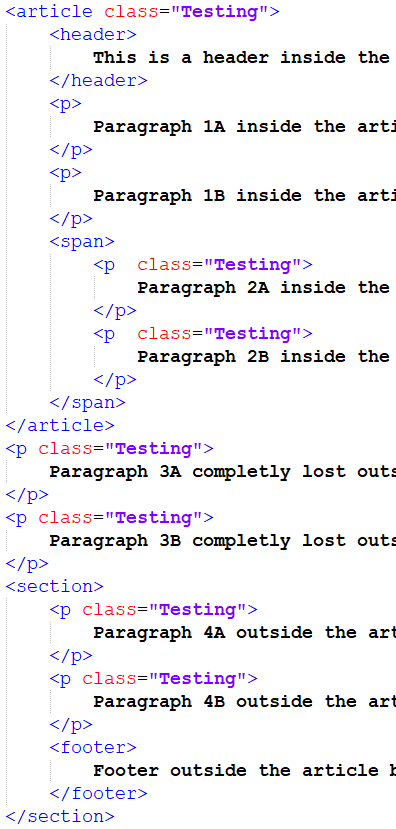 <article class="Testing">
<header>
This is a header inside the
</header>
<p>
Paragraph 1A inside the arti
</p>
<p>
Paragraph 1B inside the arti
</p>
<span>
<p  class="Testing">
Paragraph 2A inside the
</p>
<p  class="Testing">
Paragraph 2B inside the
</p>
</span>
</article>
<p class="Testing">
Paragraph 3A completly lost outs
</p>
<p class="Testing">
Paragraph 3B completly lost outs
</p>
<section>
<p class="Testing">
Paragraph 4A outside the art
</p>
<p class="Testing">
Paragraph 4B outside the art
</p>
<footer>
Footer outside the article b
</footer>
</section>